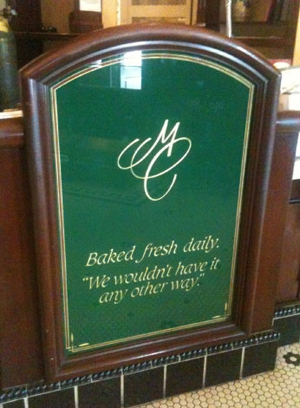 MC
Baked fresh daily.
"We wouldn't have it
any other way."